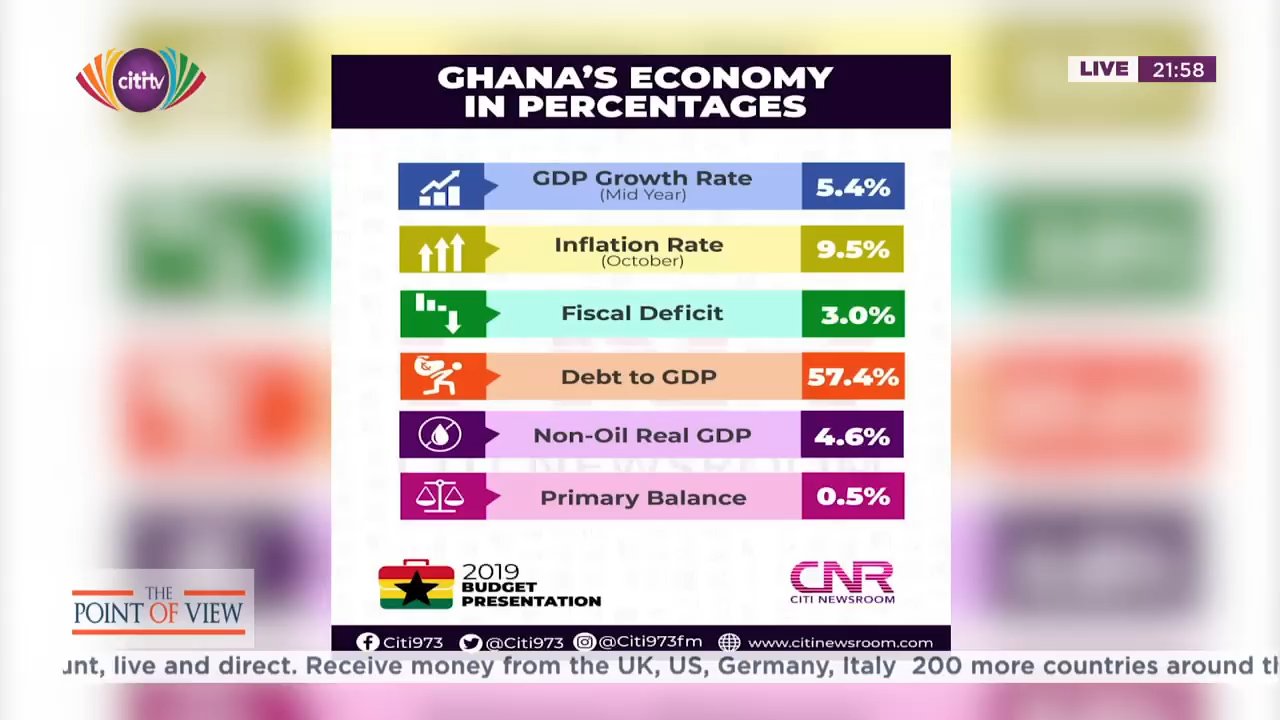 citi tv
LIVE 21:58
GHANA'S ECONOMY
IN PERCENTAGES
GDP Growth Rate
(Mid Year)
5.4%
Inflation Rate
(October)
9.5%
Fiscal Deficit
3.0%
Debt to GDP
57.4%
Non-Oil Real GDP
4.6%
Primary Balance
0.5%
2019
BUDGET
PRESENTATION
CNR
CITI NEWSROOM
THE
POINT OF VIEW
Citi973 @Citi973 @Citi973fm www.citinewsroom.com
live and direct. Receive money from the UK, US, Germany, Italy 200 more countries around